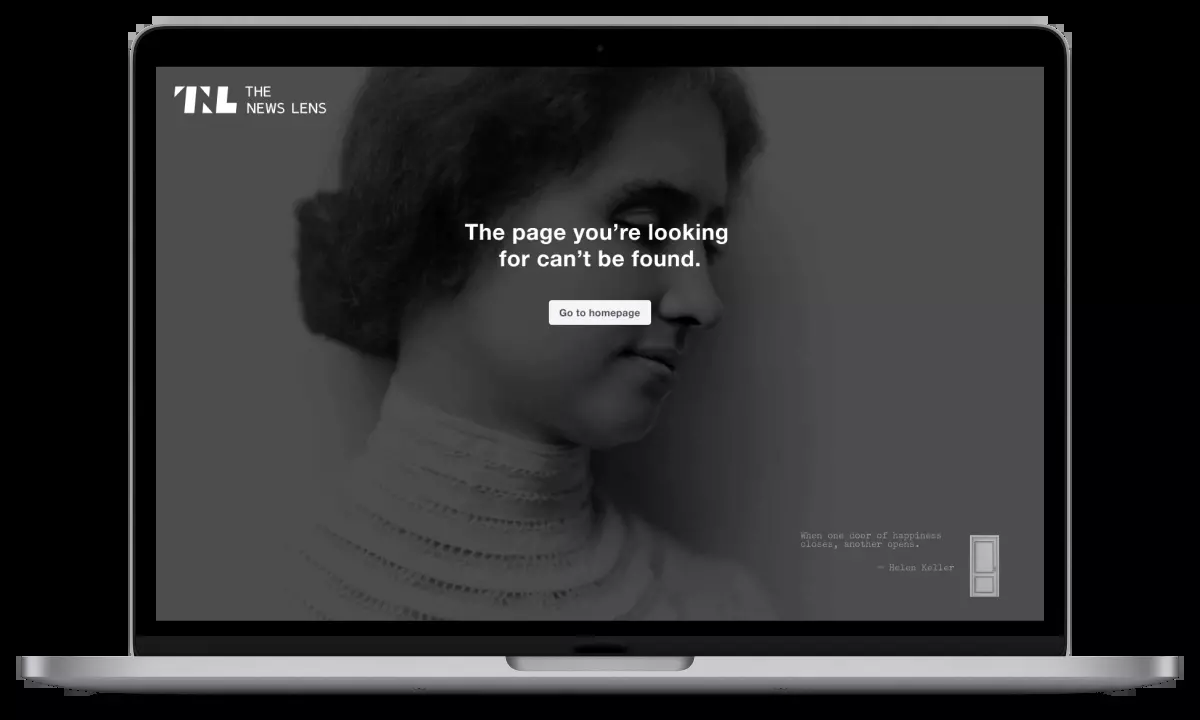 TNL THE
NEWS LENS
The page you’re looking
for can’t be found.
Go to homepage
When one door of happiness
closes, another opens.
— Helen Keller